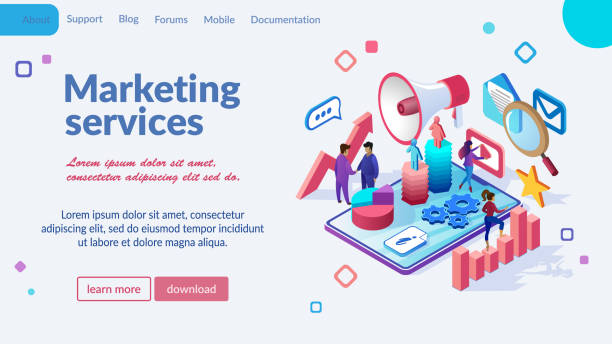 About Support Blog Forums Mobile Documentation
Marketing
services
Lorem ipsum dolor sit amet,
consectetur adipiscing elit sed do.
Lorem ipsum dolor sit amet, consectetur
adipiscing elit, sed do eiusmod tempor incididunt
ut labore et dolore magna aliqua.
learn more download